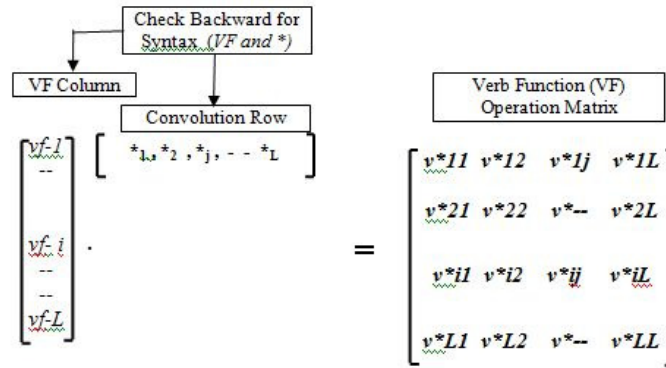 Check Backward for
Syntax (VF and *)
VF Column
Convolution Row
Verb Function (VF)
Operation Matrix
vf-1
--
vf- i
--
--
vf-L
*1, *2 , *j , - - *L
.
=
v*11 v*12 v*1j v*1L
v*21 v*22 v*-- v*2L
v*i1 v*i2 v*ij v*iL
v*L1 v*L2 v*-- v*LL